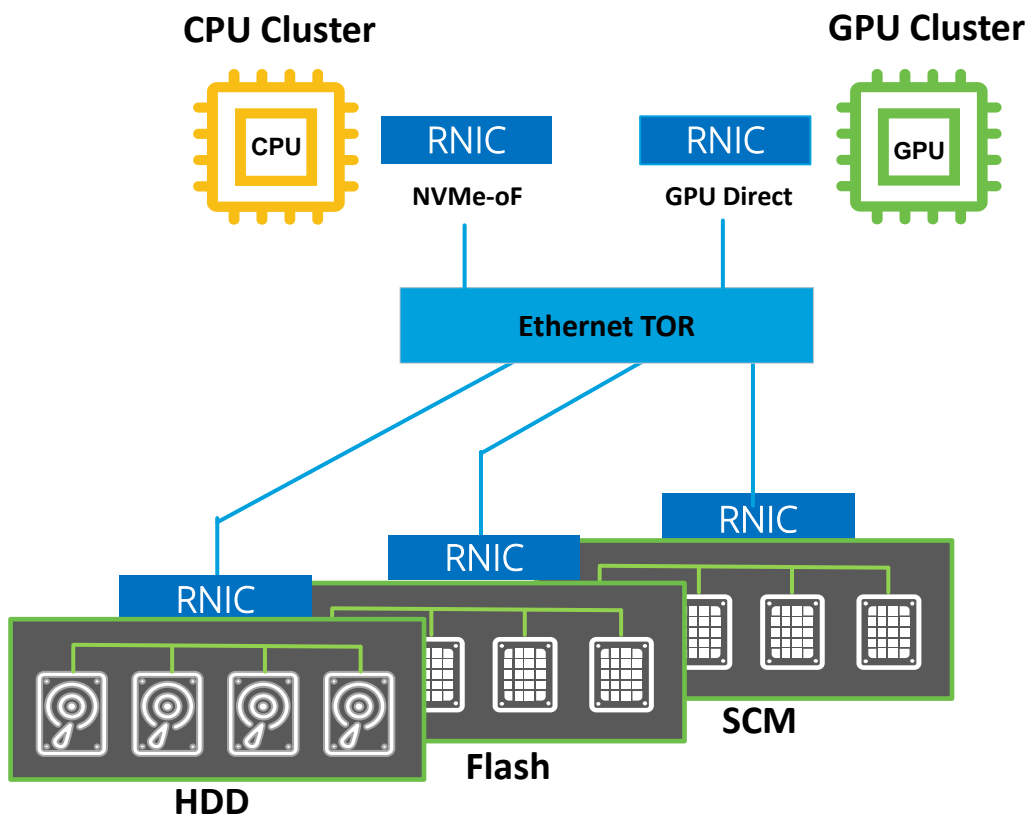 CPU Cluster
GPU Cluster
CPU
RNIC
RNIC
GPU
NVMe-oF
GPU Direct
Ethernet TOR
RNIC
RNIC
RNIC
SCM
Flash
HDD